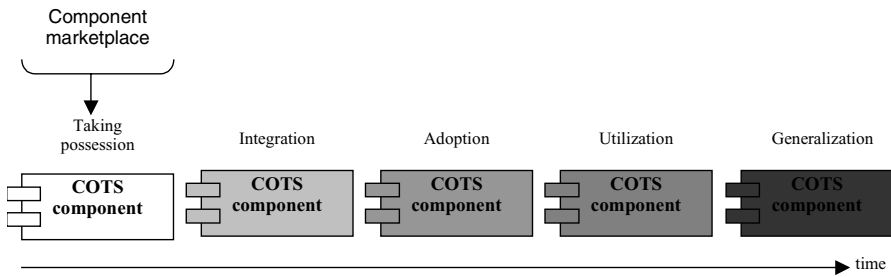 Component
marketplace
Taking
possession
Integration
Adoption
Utilization
Generalization
COTS
component
COTS
component
COTS
component
COTS
component
COTS
component
time